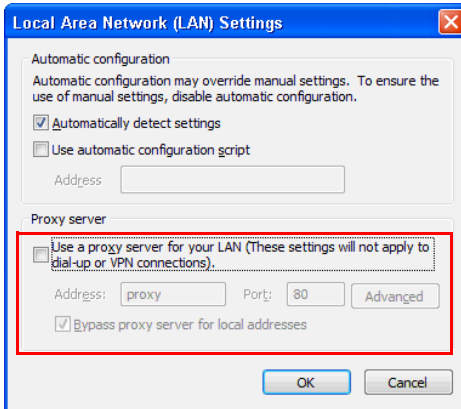 Local Area Network (LAN) Settings
Automatic configuration
Automatic configuration may override manual settings. To ensure the
use of manual settings, disable automatic configuration.
Automatically detect settings
Use automatic configuration script
Address
Proxy server
Use a proxy server for your LAN (These settings will not apply to
dial-up or VPN connections).
Address: proxy Port: 80 Advanced
Bypass proxy server for local addresses
OK Cancel